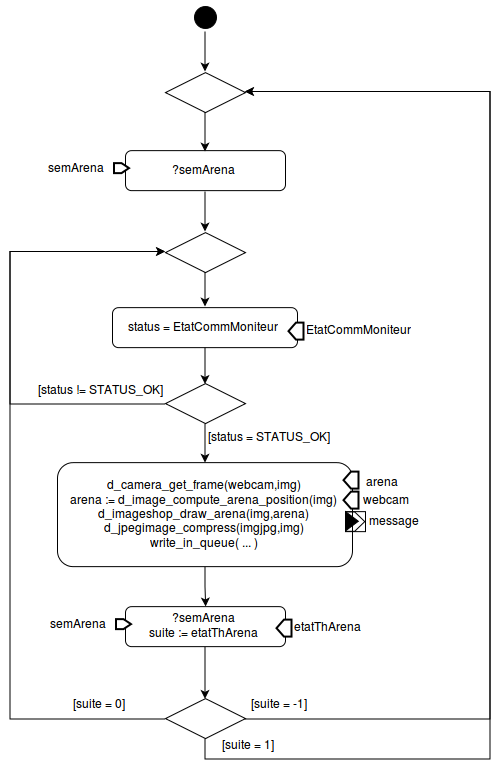 semArena
?semArena
status = EtatCommMoniteur
EtatCommMoniteur
[status != STATUS_OK]
[status = STATUS_OK]
d_camera_get_frame(webcam,img)
arena := d_image_compute_arena_position(img)
d_imageshop_draw_arena(img,arena)
d_jpegimage_compress(imgjpg,img)
write_in_queue( ... )
arena
webcam
message
semArena
?semArena
suite := etatThArena
etatThArena
[suite = 0]
[suite = -1]
[suite = 1]